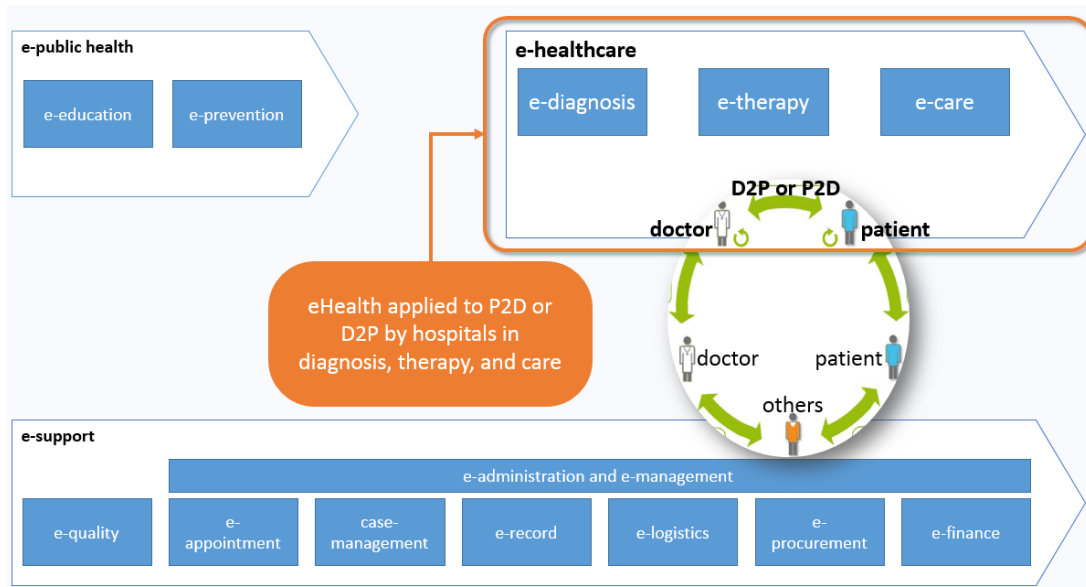 e-public health
e-education
e-prevention
e-healthcare
e-diagnosis
e-therapy
e-care
D2P or P2D
doctor
patient
eHealth applied to P2D or
D2P by hospitals in
diagnosis, therapy, and care
doctor
patient
others
e-support
e-administration and e-management
e-quality
e-
appointment
case-
management
e-record
e-logistics
e-
procurement
e-finance